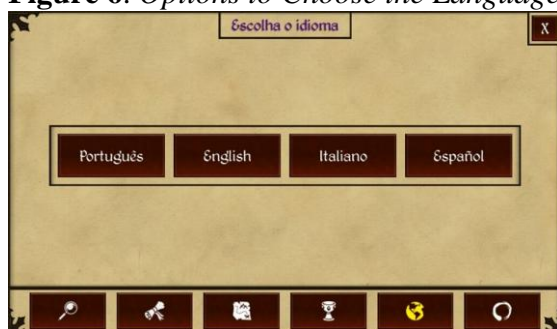 Figure 6. Options to Choose the Language
Escolha o idioma
X
Português English Italiano Español